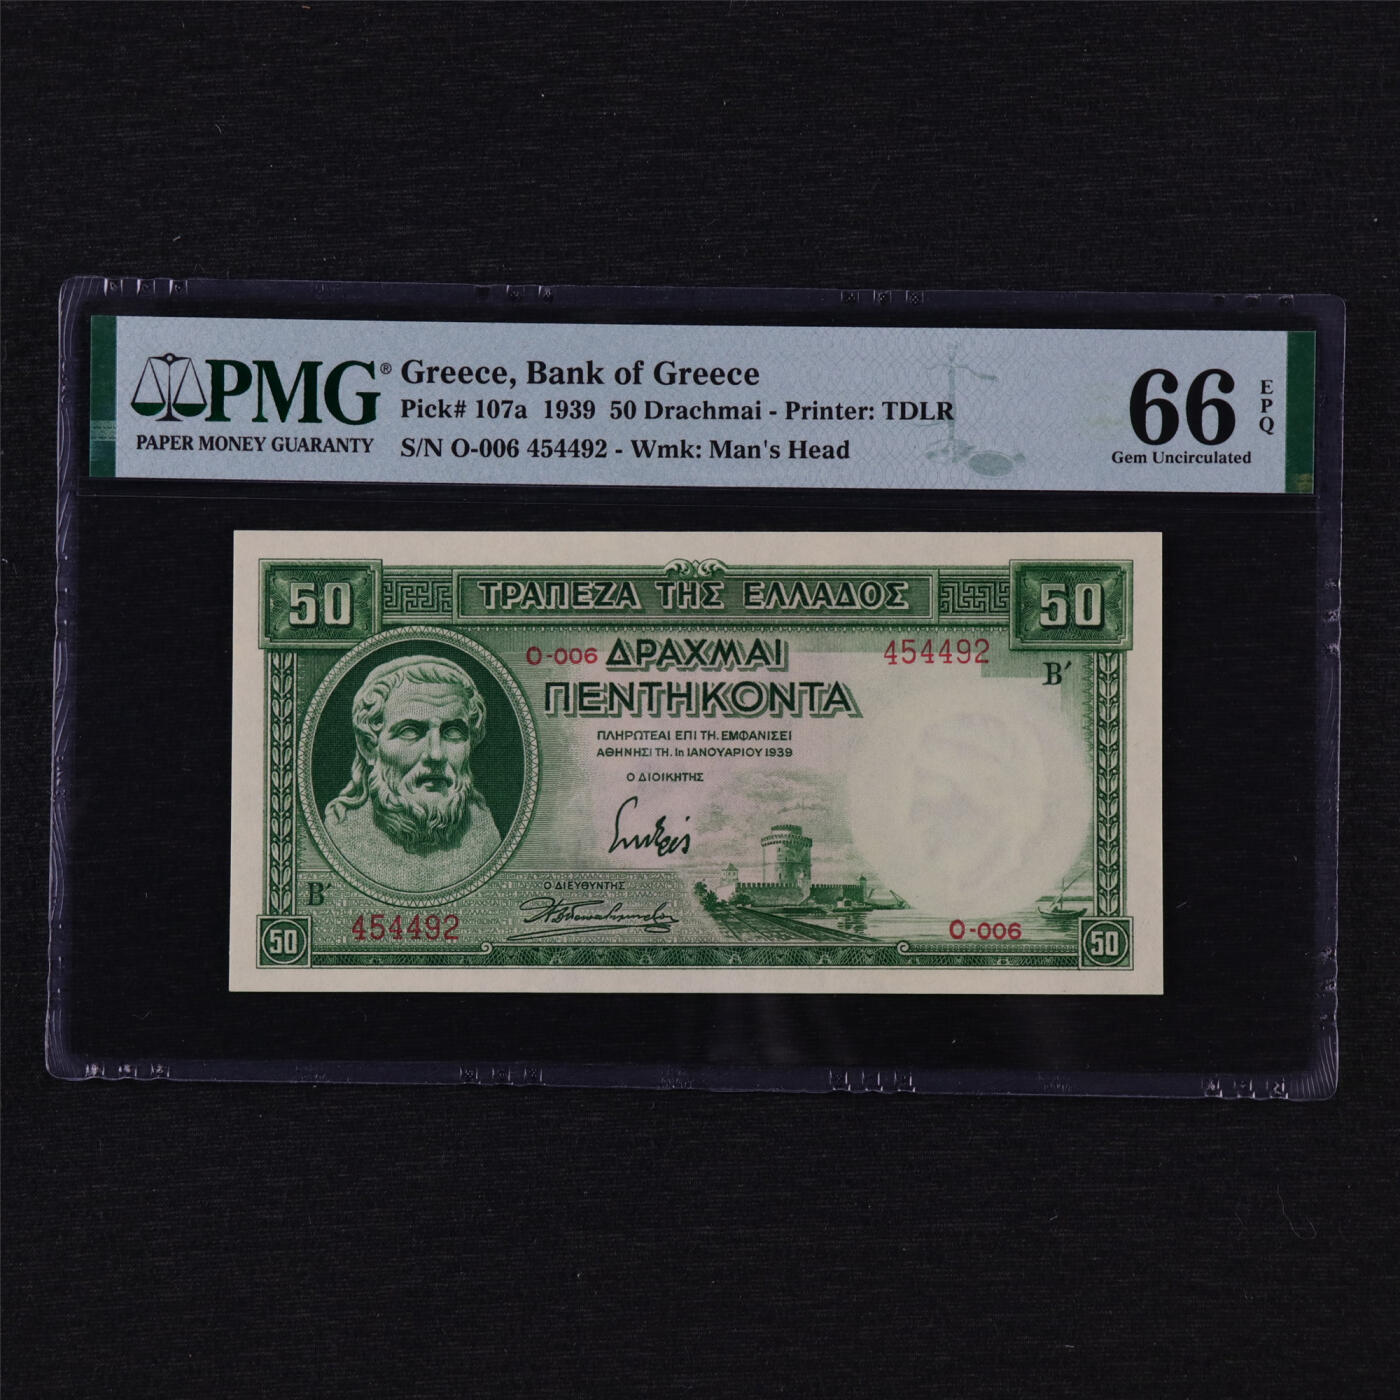 PMG®
PAPER MONEY GUARANTY
Greece, Bank of Greece
Pick# 107a 1939 50 Drachmai - Printer: TDLR
S/N O-006 454492 - Wmk: Man's Head
66
EPQ
Gem Uncirculated
50 ΤΡΑΠΕΖΑ ΤΗΣ ΕΛΛΑΔΟΣ 50
O-006 ΔΡΑΧΜΑΙ 454492
Β΄
ΠΕΝΤΗΚΟΝΤΑ
ΠΛΗΡΩΤΕΑΙ ΕΠΙ ΤΗ, ΕΜΦΑΝΙΣΕΙ
ΑΘΗΝΗΣΙ ΤΗ, 1η ΙΑΝΟΥΑΡΙΟΥ 1939
Ο ΔΙΟΙΚΗΤΗΣ
Ο ΔΙΕΥΘΥΝΤΗΣ
Β΄
454492 O-006
50 50